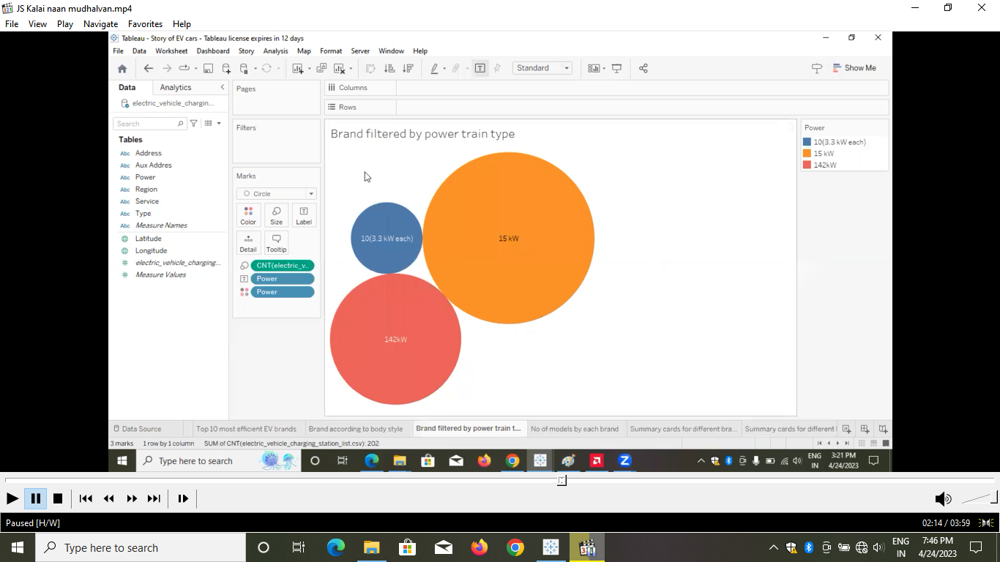 JS Kalai naan mudhalvan.mp4
File View Play Navigate Favorites Help
Tableau - Story of EV cars - Tableau license expires in 12 days
File Data Worksheet Dashboard Story Analysis Map Format Server Window Help
Standard
Show Me
Data Analytics
electric_vehicle_chargin...
Search
Tables
Abc Address
Abc Aux Addres
Abc Power
Abc Region
Abc Service
Abc Type
Abc Measure Names
Latitude
Longitude
# electric_vehicle_charging...
# Measure Values
Pages
Filters
Marks
Circle
Color Size Label
Detail Tooltip
CNT(electric_v..
Power
Power
Columns
Rows
Brand filtered by power train type
10(3.3 kW each)
15 kW
142kW
Power
10(3.3 kW each)
15 kW
142kW
Data Source Top 10 most efficient EV brands Brand according to body style Brand filtered by power train t... No of models by each brand Summary cards for different bra... Summary cards for different
3 marks 1 row by 1 column SUM of CNT(electric_vehicle_charging_station_list.csv): 202
Type here to search
ENG
IN
3:21 PM
4/24/2023
Paused [H/W]
02:14 / 03:59
Type here to search
ENG
IN
7:46 PM
4/24/2023